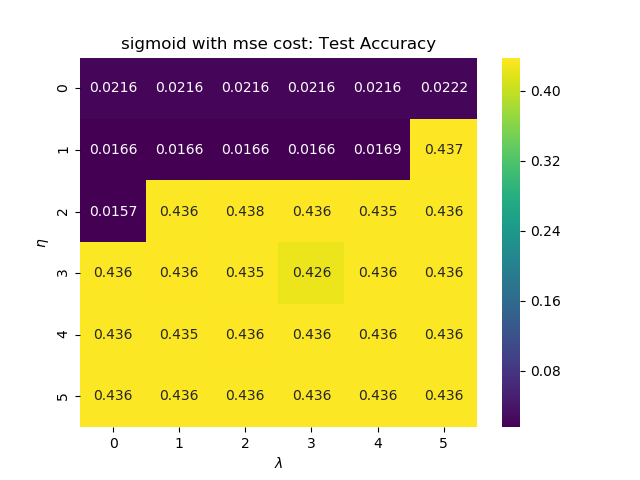 sigmoid with mse cost: Test Accuracy
0 0.0216 0.0216 0.0216 0.0216 0.0216 0.0222
1 0.0166 0.0166 0.0166 0.0166 0.0169 0.437
2 0.0157 0.436 0.438 0.436 0.435 0.436
3 0.436 0.436 0.435 0.426 0.436 0.436
4 0.436 0.435 0.436 0.436 0.436 0.436
5 0.436 0.436 0.436 0.436 0.436 0.436
η
0 1 2 3 4 5
λ
0.40
0.32
0.24
0.16
0.08